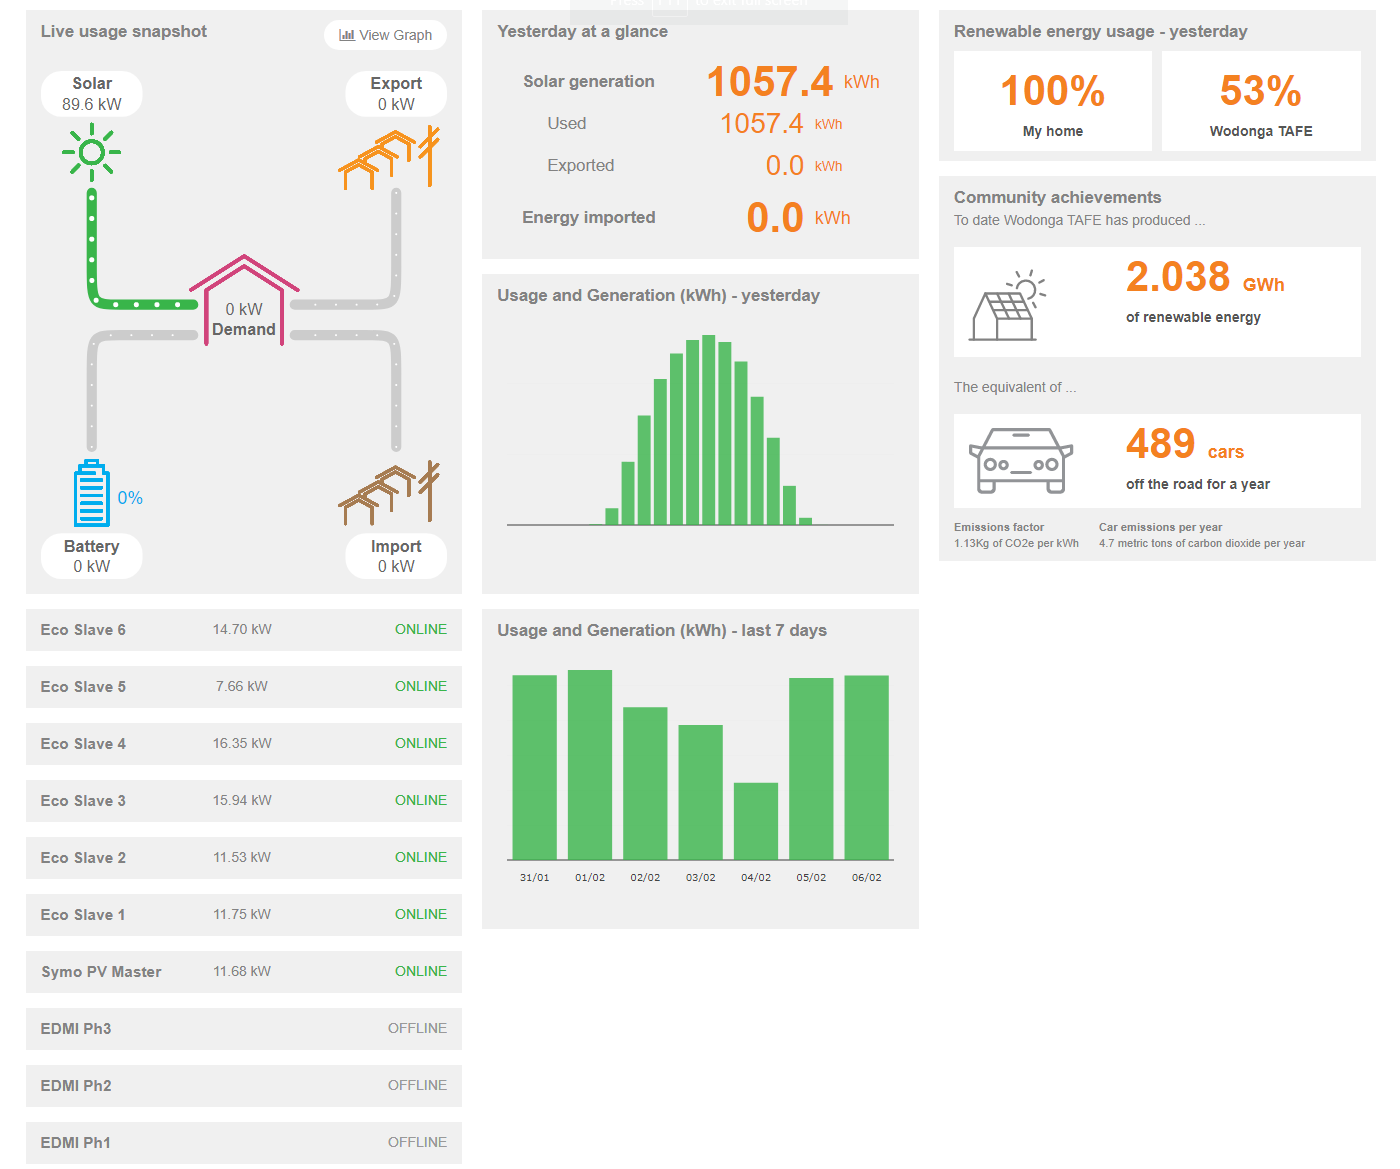 Press F11 to exit full screen
Live usage snapshot
View Graph
Solar
89.6 kW
Export
0 kW
0 kW
Demand
0%
Battery
0 kW
Import
0 kW
Eco Slave 6 14.70 kW ONLINE
Eco Slave 5 7.66 kW ONLINE
Eco Slave 4 16.35 kW ONLINE
Eco Slave 3 15.94 kW ONLINE
Eco Slave 2 11.53 kW ONLINE
Eco Slave 1 11.75 kW ONLINE
Symo PV Master 11.68 kW ONLINE
EDMI Ph3 OFFLINE
EDMI Ph2 OFFLINE
EDMI Ph1 OFFLINE
Yesterday at a glance
Solar generation 1057.4 kWh
Used 1057.4 kWh
Exported 0.0 kWh
Energy imported 0.0 kWh
Usage and Generation (kWh) - yesterday
Usage and Generation (kWh) - last 7 days
31/01 01/02 02/02 03/02 04/02 05/02 06/02
Renewable energy usage - yesterday
100%
My home
53%
Wodonga TAFE
Community achievements
To date Wodonga TAFE has produced ...
2.038 GWh
of renewable energy
The equivalent of ...
489 cars
off the road for a year
Emissions factor
1.13Kg of CO2e per kWh
Car emissions per year
4.7 metric tons of carbon dioxide per year